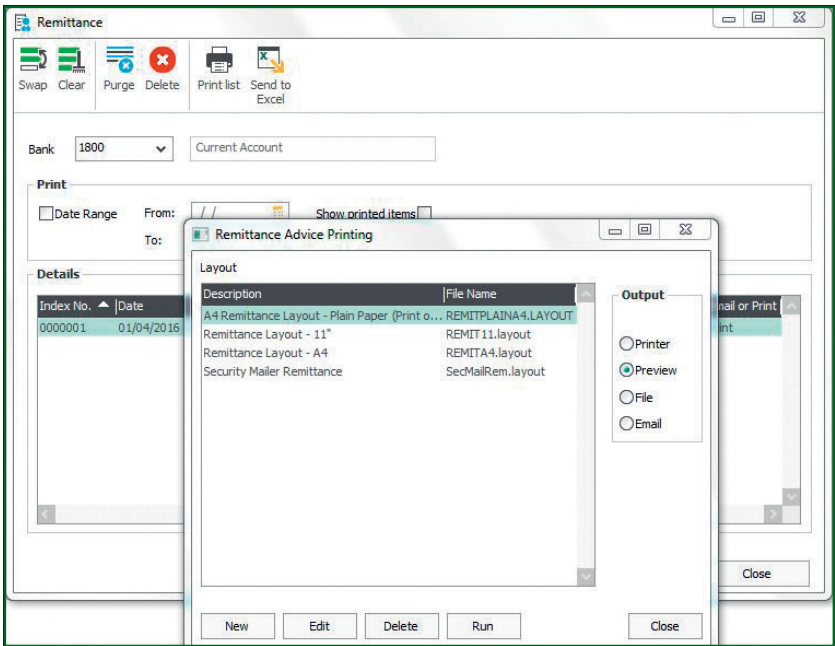 Remittance
Swap Clear Purge Delete Print list Send to Excel
Bank 1800 Current Account
Print
Date Range From: / / Show printed items
To:
Details
Index No. Date
0000001 01/04/2016
Remittance Advice Printing
Layout
Description File Name
A4 Remittance Layout - Plain Paper (Print o... REMITPLAINA4.LAYOUT
Remittance Layout - 11" REMIT11.layout
Remittance Layout - A4 REMITA4.layout
Security Mailer Remittance SecMailRem.layout
Output
Printer
Preview
File
Email
New Edit Delete Run Close
or Print
Close